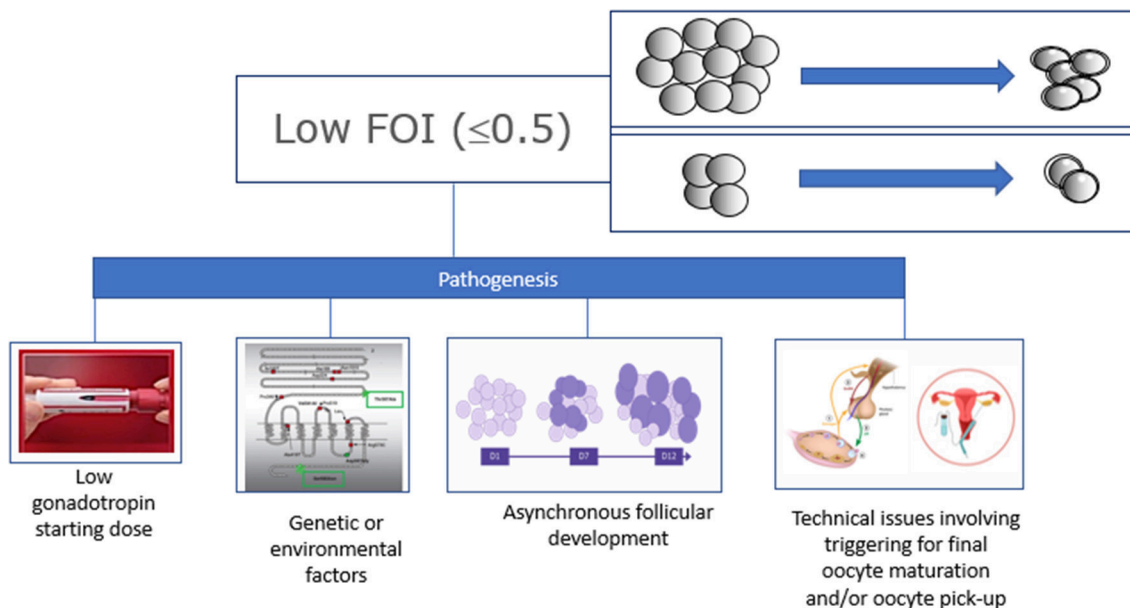 Low FOI (≤0.5)
Pathogenesis
D1
D7
D12
Low
gonadotropin
starting dose
Genetic or
environmental
factors
Asynchronous follicular
development
Technical issues involving
triggering for final
oocyte maturation
and/or oocyte pick-up